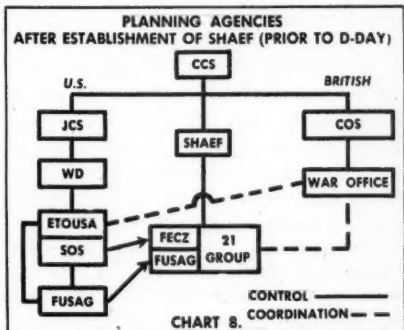 PLANNING AGENCIES
AFTER ESTABLISHMENT OF SHAEF (PRIOR TO D-DAY)
CCS
U.S.
BRITISH
JCS
SHAEF
COS
WD
WAR OFFICE
ETOUSA
SOS
FECZ
FUSAG
21
GROUP
FUSAG
CONTROL
COORDINATION
CHART 8.